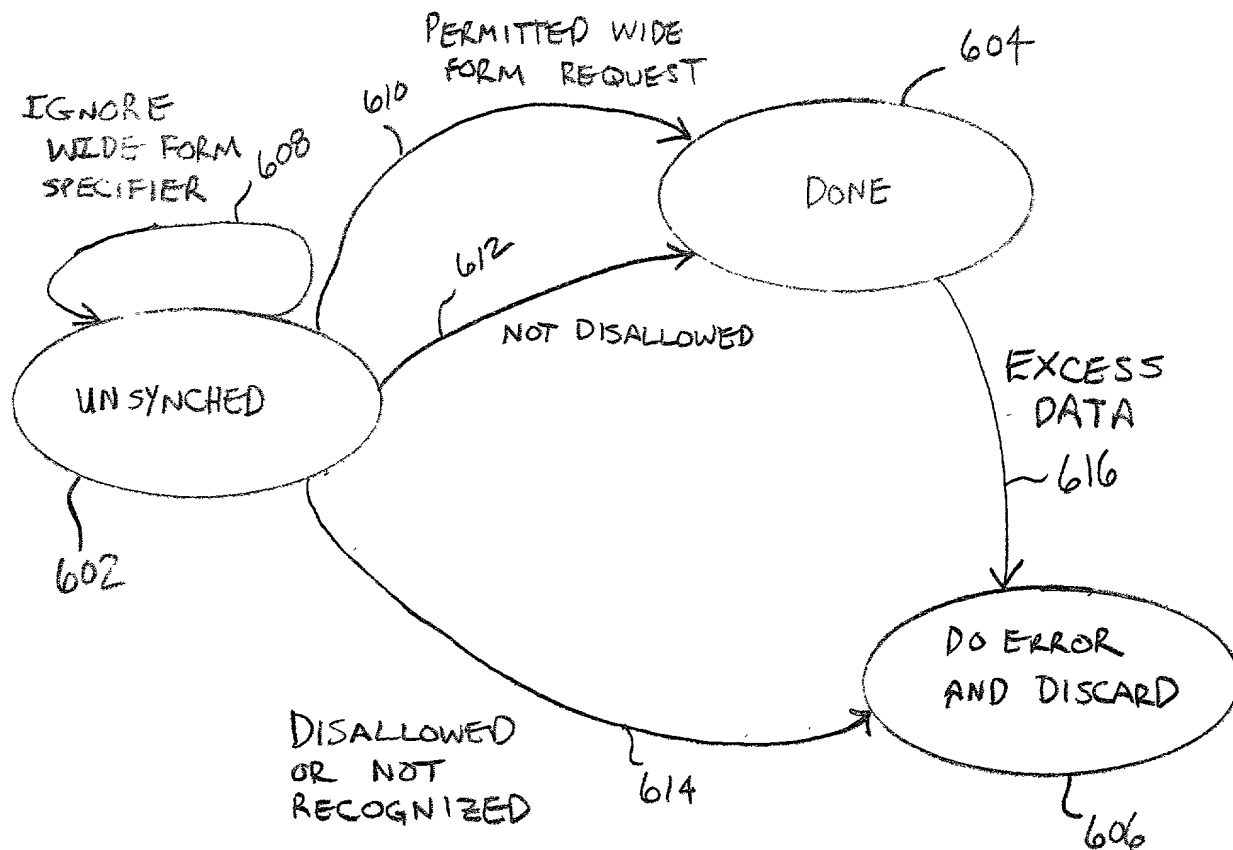 PERMITTED WIDE
FORM REQUEST
604
610
IGNORE
WIDE FORM
SPECIFIER
608
DONE
612
NOT DISALLOWED
UNSYNCHED
EXCESS
DATA
616
602
DO ERROR
AND DISCARD
DISALLOWED
OR NOT
RECOGNIZED
614
606